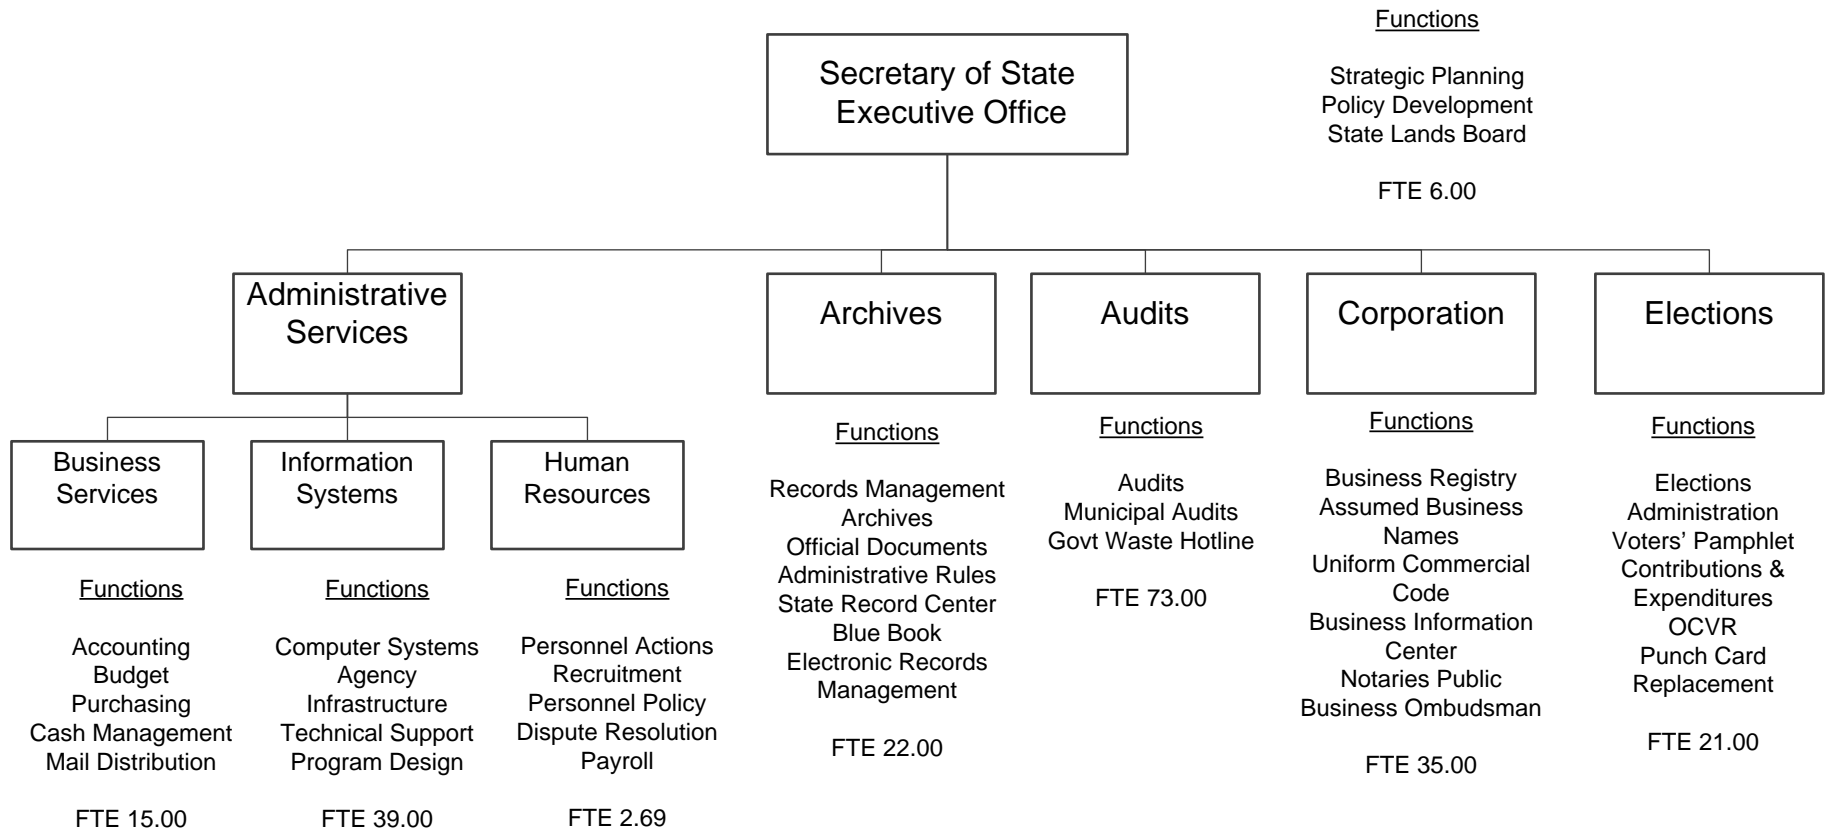 Secretary of State
Executive Office
Functions
Strategic Planning
Policy Development
State Lands Board
FTE 6.00
Administrative
Services
Archives
Audits
Corporation
Elections
Business
Services
Information
Systems
Human
Resources
Functions
Accounting
Budget
Purchasing
Cash Management
Mail Distribution
FTE 15.00
Functions
Computer Systems
Agency
Infrastructure
Technical Support
Program Design
FTE 39.00
Functions
Personnel Actions
Recruitment
Personnel Policy
Dispute Resolution
Payroll
FTE 2.69
Functions
Records Management
Archives
Official Documents
Administrative Rules
State Record Center
Blue Book
Electronic Records
Management
FTE 22.00
Functions
Audits
Municipal Audits
Govt Waste Hotline
FTE 73.00
Functions
Business Registry
Assumed Business
Names
Uniform Commercial
Code
Business Information
Center
Notaries Public
Business Ombudsman
FTE 35.00
Functions
Elections
Administration
Voters’ Pamphlet
Contributions &
Expenditures
OCVR
Punch Card
Replacement
FTE 21.00